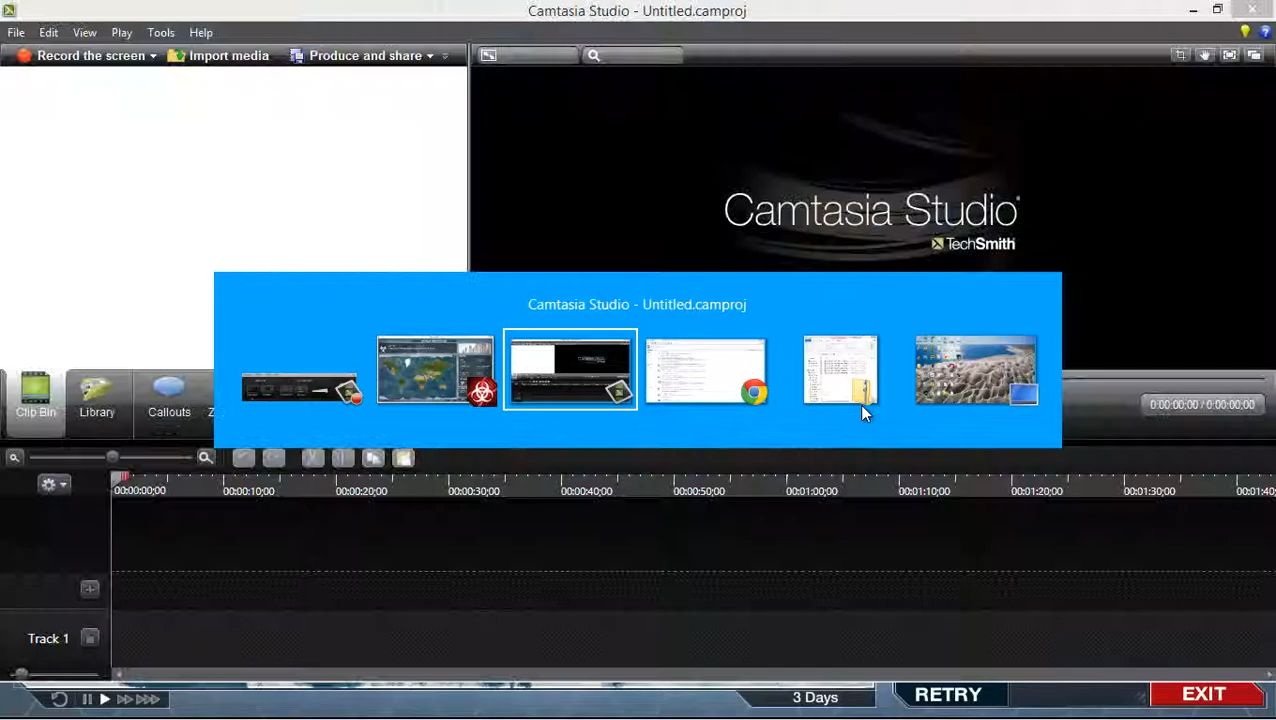 Camtasia Studio - Untitled.camproj
File Edit View Play Tools Help
Record the screen Import media Produce and share
Camtasia Studio
TechSmith
Camtasia Studio - Untitled.camproj
Clip Bin Library Callouts Z
0:00:00;00 / 0:00:00;00
00:00:00;00 00:00:10;00 00:00:20;00 00:00:30;00 00:00:40;00 00:00:50;00 00:01:00;00 00:01:10;00 00:01:20;00 00:01:30;00 00:01:40;
Track 1
3 Days RETRY EXIT